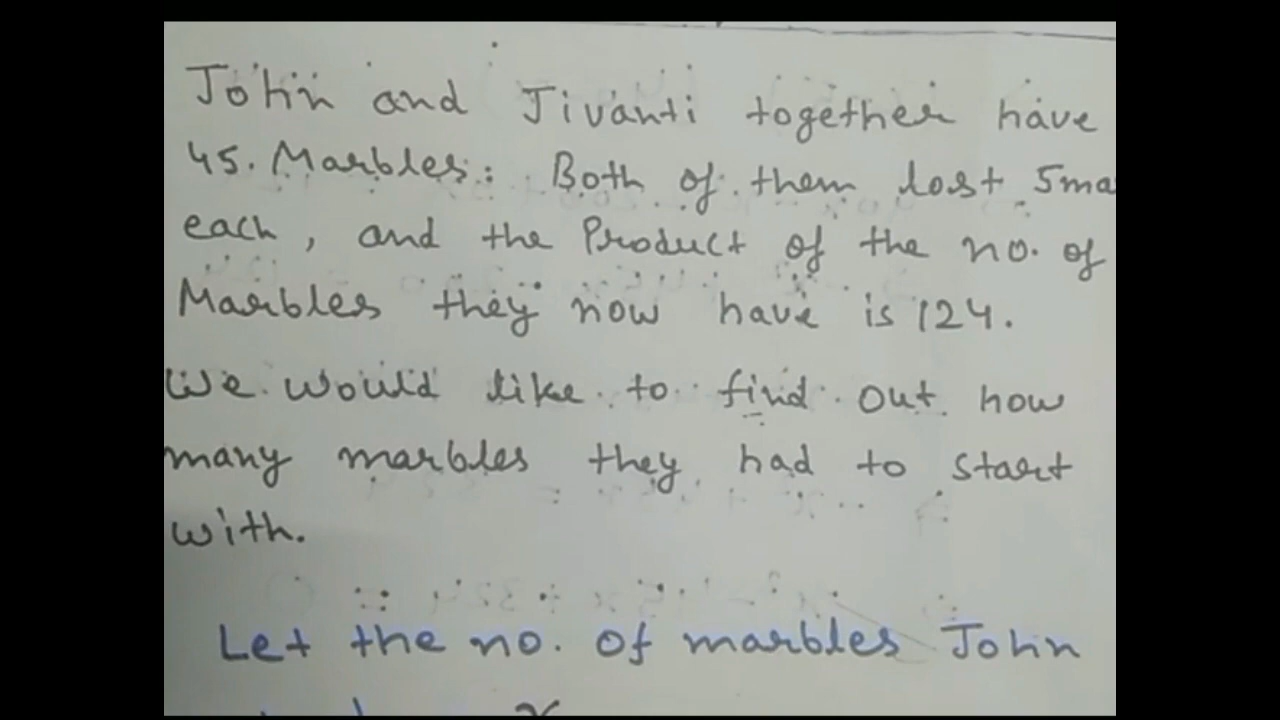 John and Jivanti together have
45. Marbles: Both of them lost 5 ma
each, and the Product of the no. of
Marbles they now have is 124.
We would like to find out how
many marbles they had to start
with.
Let the no. of marbles John
x